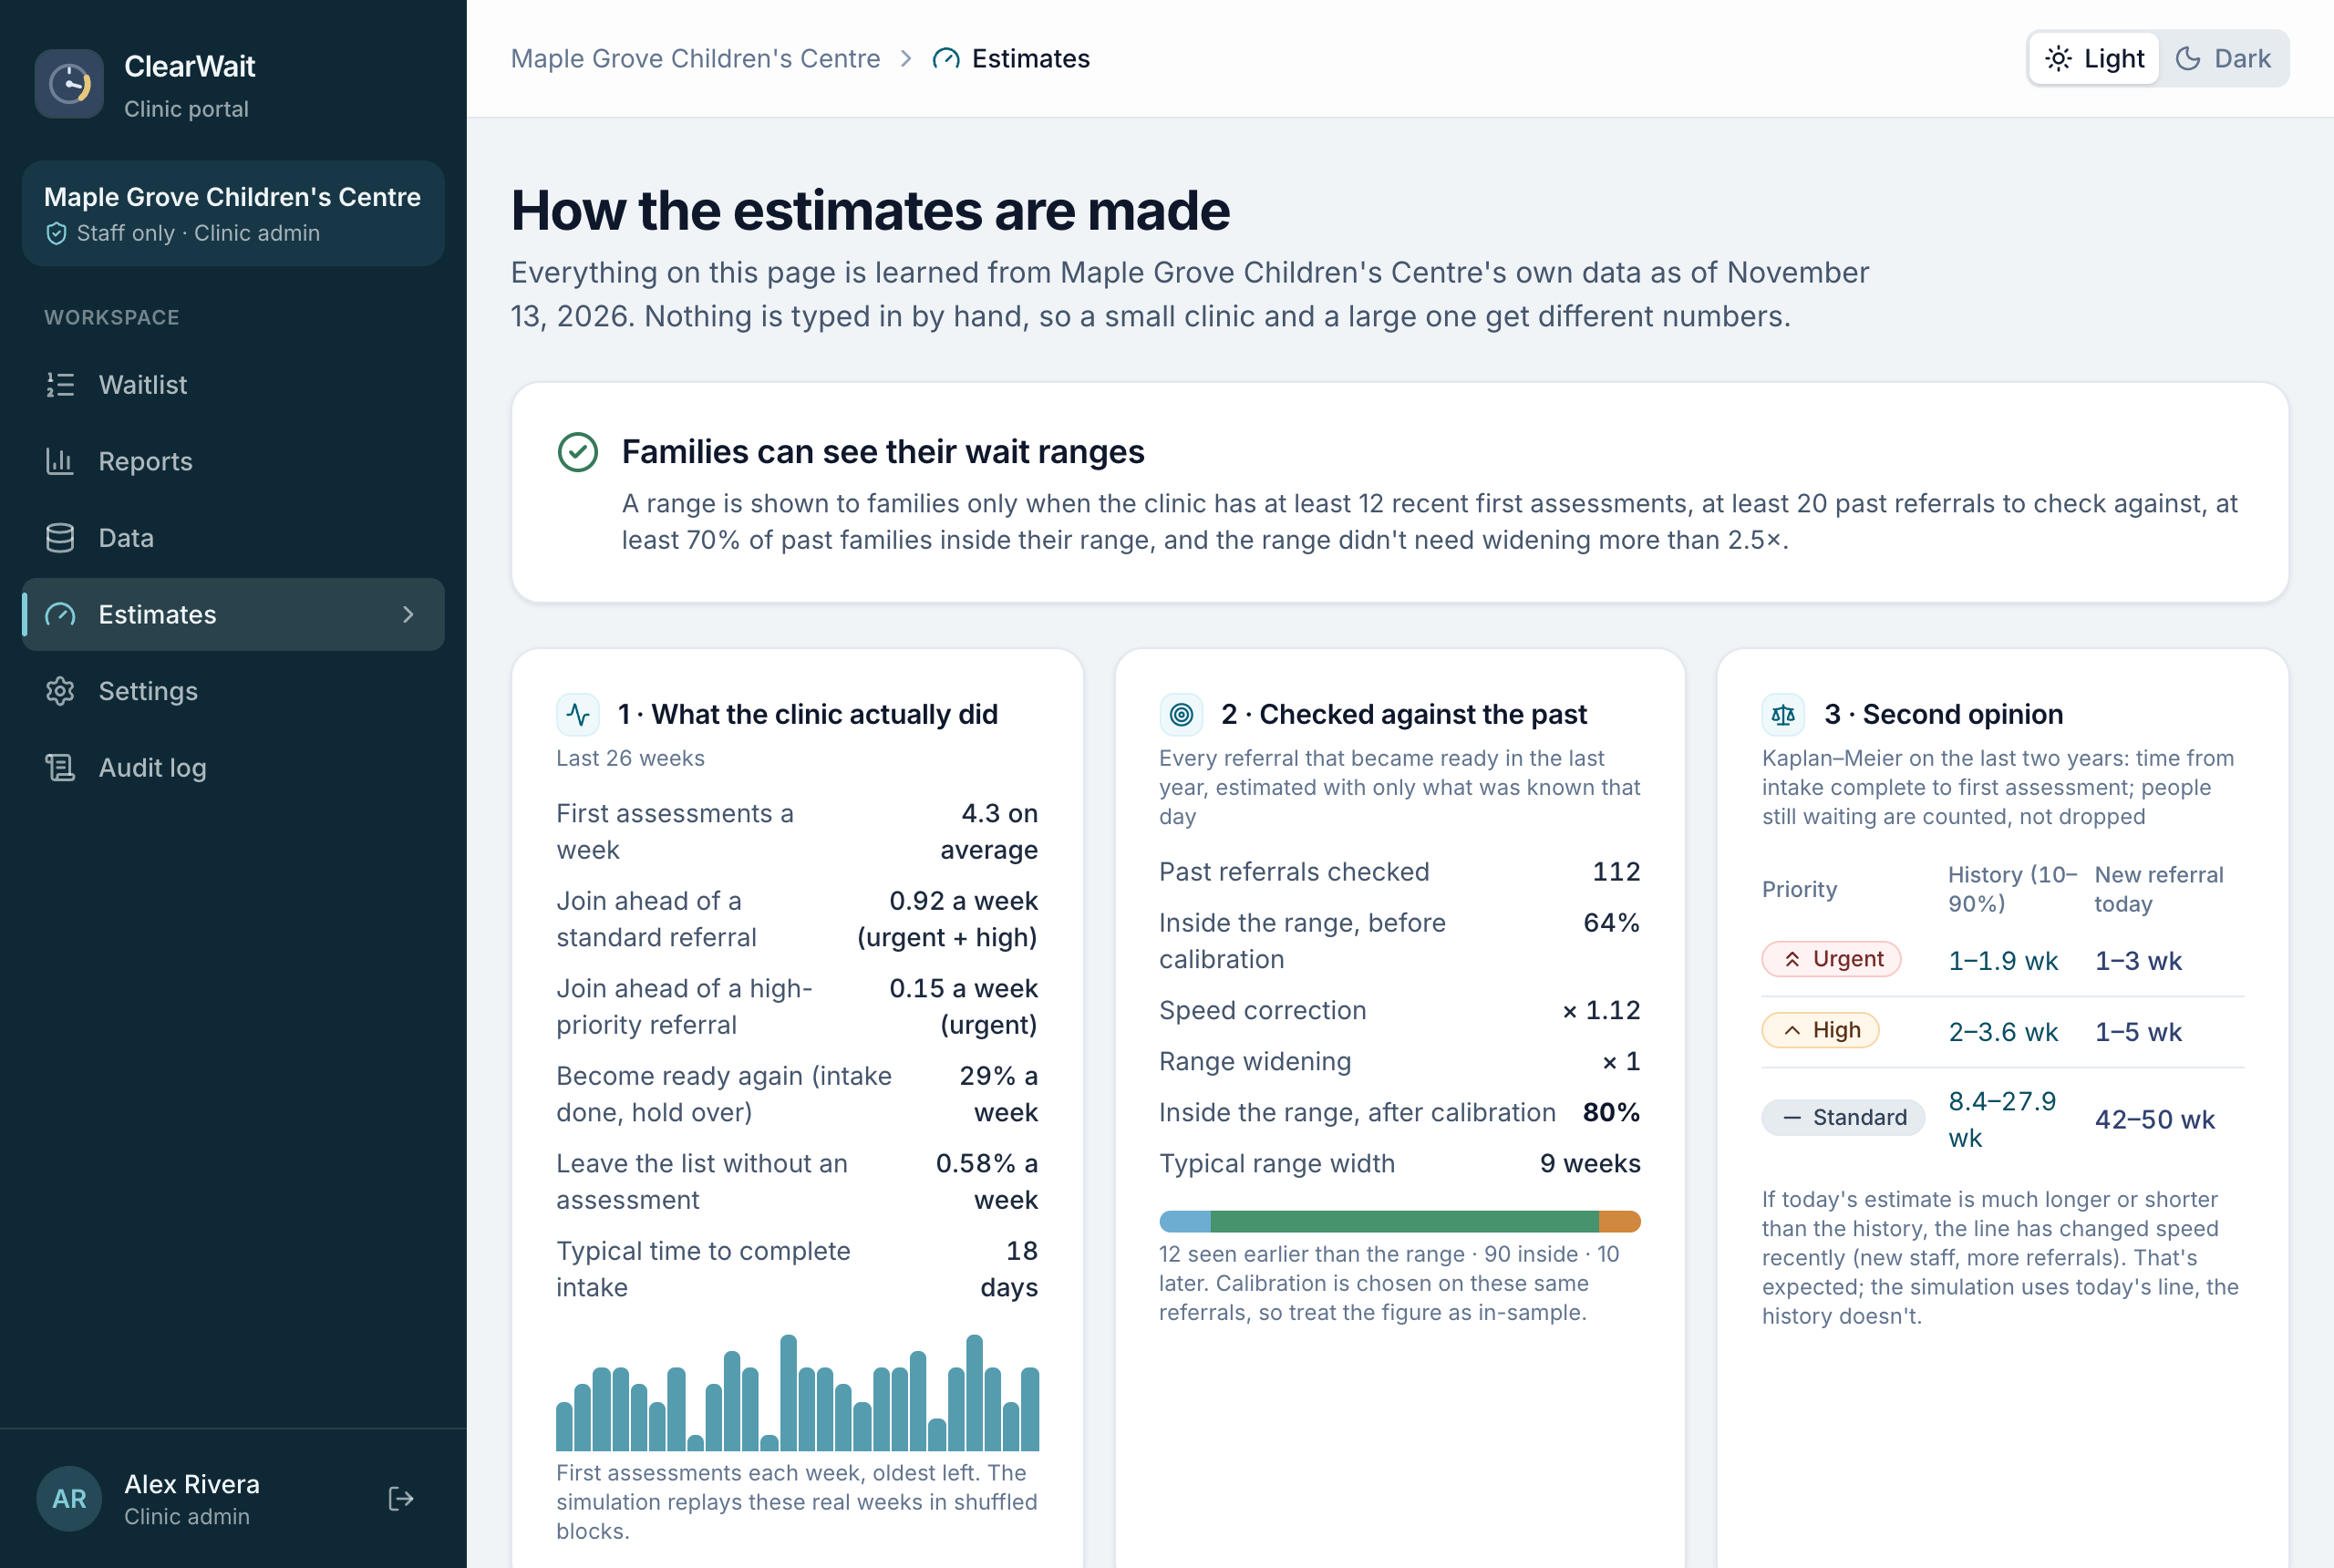 ClearWait
Clinic portal
Maple Grove Children's Centre
Staff only · Clinic admin
WORKSPACE
Waitlist
Reports
Data
Estimates
Settings
Audit log
AR
Alex Rivera
Clinic admin
Maple Grove Children's Centre
Estimates
Light
Dark
How the estimates are made
Everything on this page is learned from Maple Grove Children's Centre's own data as of November
13, 2026. Nothing is typed in by hand, so a small clinic and a large one get different numbers.
Families can see their wait ranges
A range is shown to families only when the clinic has at least 12 recent first assessments, at least 20 past referrals to check against, at
least 70% of past families inside their range, and the range didn't need widening more than 2.5×.
1 · What the clinic actually did
Last 26 weeks
First assessments a week
4.3 on average
Join ahead of a standard referral
0.92 a week (urgent + high)
Join ahead of a high-priority referral
0.15 a week (urgent)
Become ready again (intake done, hold over)
29% a week
Leave the list without an assessment
0.58% a week
Typical time to complete intake
18 days
First assessments each week, oldest left. The
simulation replays these real weeks in shuffled
blocks.
2 · Checked against the past
Every referral that became ready in the last
year, estimated with only what was known that
day
Past referrals checked
112
Inside the range, before calibration
64%
Speed correction
× 1.12
Range widening
× 1
Inside the range, after calibration
80%
Typical range width
9 weeks
12 seen earlier than the range · 90 inside · 10
later. Calibration is chosen on these same
referrals, so treat the figure as in-sample.
3 · Second opinion
Kaplan–Meier on the last two years: time from
intake complete to first assessment; people
still waiting are counted, not dropped
Priority
History (10–90%)
New referral today
Urgent
1–1.9 wk
1–3 wk
High
2–3.6 wk
1–5 wk
Standard
8.4–27.9 wk
42–50 wk
If today's estimate is much longer or shorter
than the history, the line has changed speed
recently (new staff, more referrals). That's
expected; the simulation uses today's line, the
history doesn't.